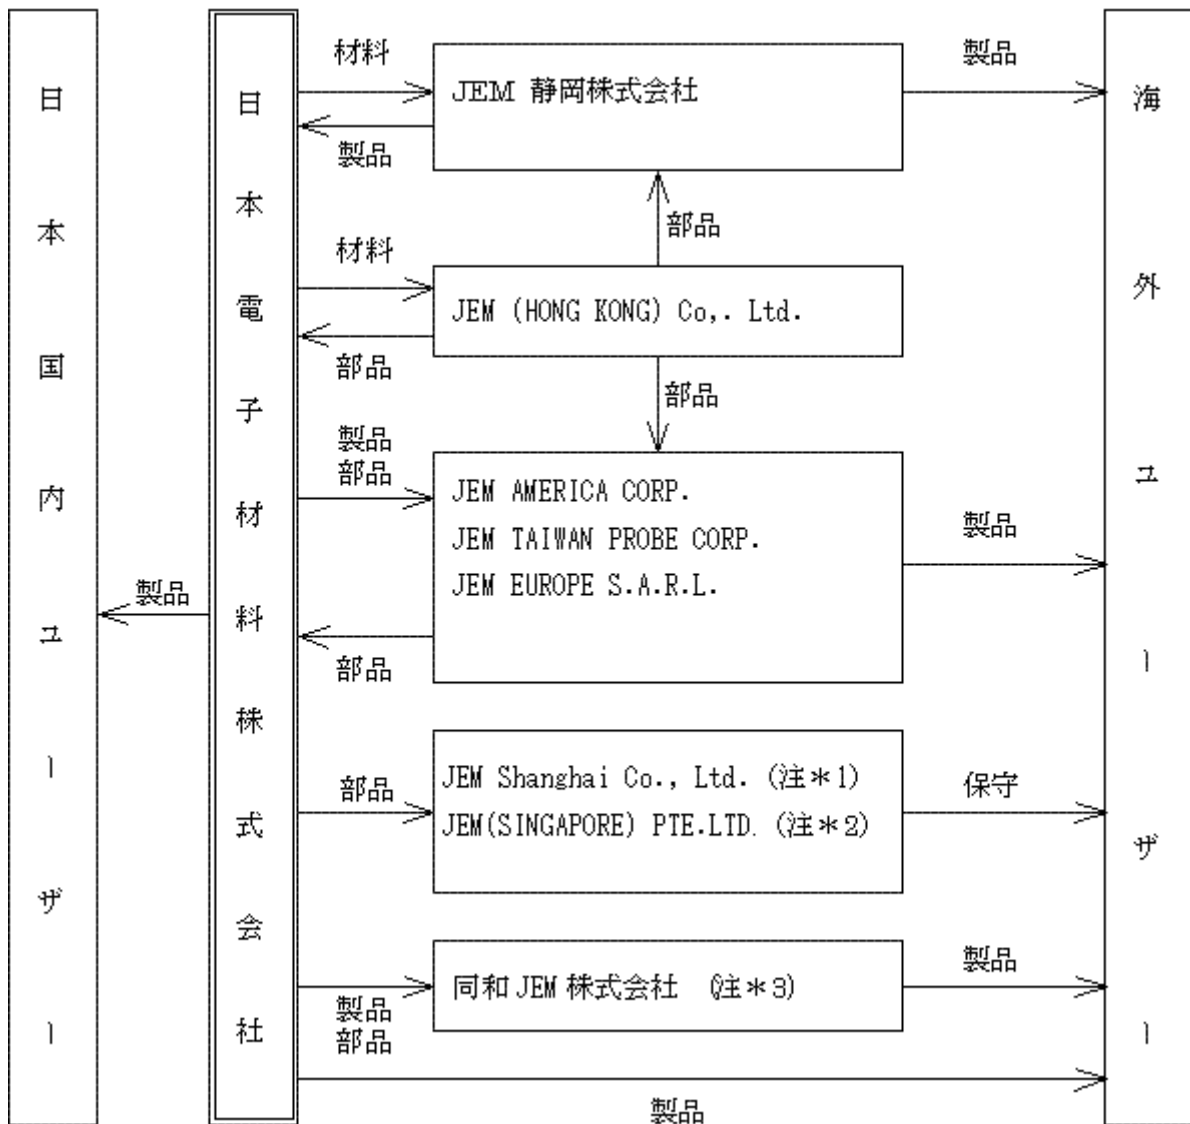 日本国内ユーザー
日本電子材料株式会社
海外ユーザー
材料
JEM 静岡株式会社
製品
製品
部品
材料
JEM (HONG KONG) Co,. Ltd.
部品
部品
製品
部品
JEM AMERICA CORP.
JEM TAIWAN PROBE CORP.
JEM EUROPE S.A.R.L.
製品
製品
部品
部品
JEM Shanghai Co., Ltd. (注＊1)
JEM(SINGAPORE) PTE.LTD. (注＊2)
保守
同和 JEM 株式会社 (注＊3)
製品
製品
部品
製品